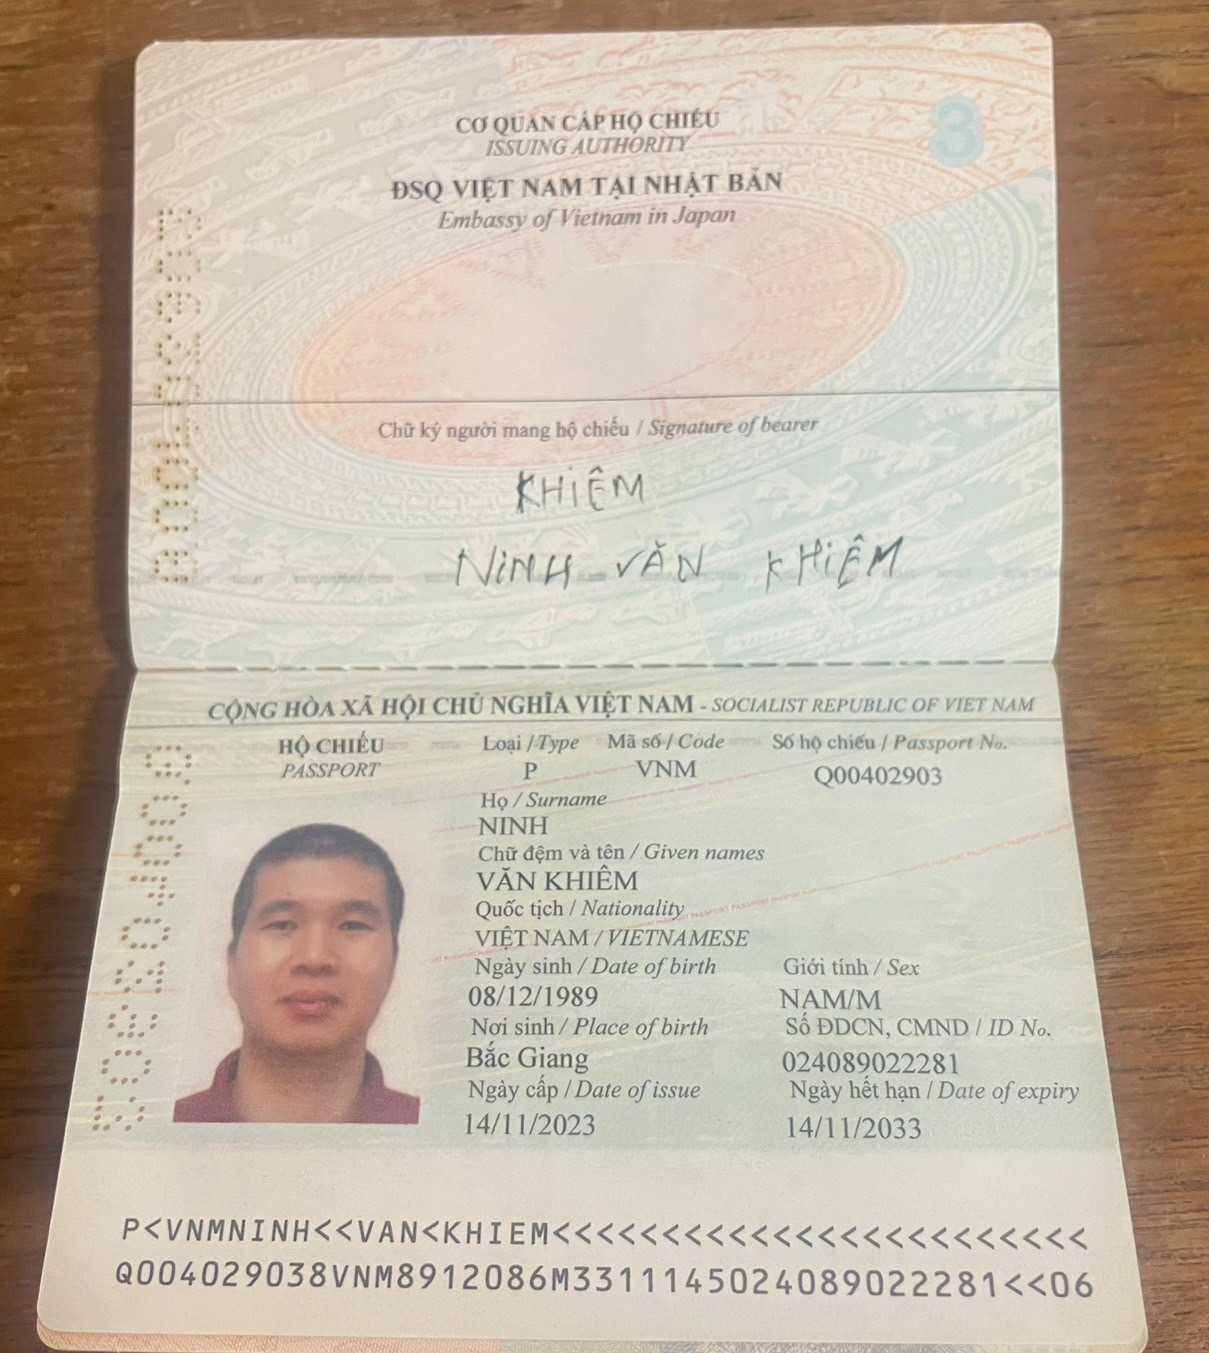 3
CƠ QUAN CẤP HỘ CHIẾU
ISSUING AUTHORITY
ĐSQ VIỆT NAM TẠI NHẬT BẢN
Embassy of Vietnam in Japan
Chữ ký người mang hộ chiếu / Signature of bearer
KHIÊM
NINH VĂN KHIÊM
CỘNG HÒA XÃ HỘI CHỦ NGHĨA VIỆT NAM - SOCIALIST REPUBLIC OF VIET NAM
HỘ CHIẾU
PASSPORT
Loại / Type Mã số / Code Số hộ chiếu / Passport No.
P VNM Q00402903
Họ / Surname
NINH
Chữ đệm và tên / Given names
VĂN KHIÊM
Quốc tịch / Nationality
VIỆT NAM / VIETNAMESE
Ngày sinh / Date of birth Giới tính / Sex
08/12/1989 NAM/M
Nơi sinh / Place of birth Số ĐDCN, CMND / ID No.
Bắc Giang 024089022281
Ngày cấp / Date of issue Ngày hết hạn / Date of expiry
14/11/2023 14/11/2033
P<VNMNINH<<VAN<KHIEM<<<<<<<<<<<<<<<<<<<<<<<<
Q004029038VNM8912086M3311145024089022281<<06